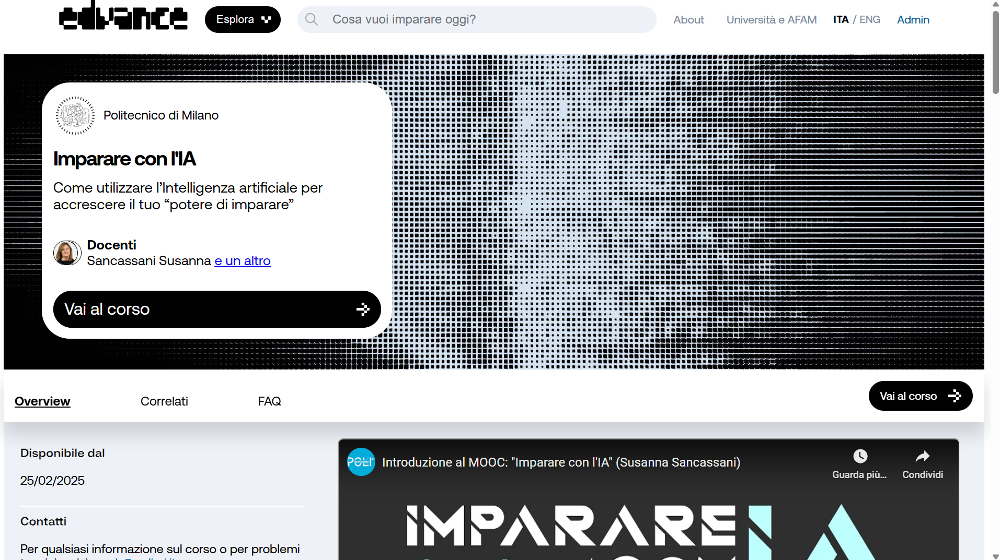 edvance
Esplora
Cosa vuoi imparare oggi?
About
Università e AFAM
ITA / ENG
Admin
Politecnico di Milano
Imparare con l'IA
Come utilizzare l’Intelligenza artificiale per
accrescere il tuo “potere di imparare”
Docenti
Sancassani Susanna e un altro
Vai al corso
Overview
Correlati
FAQ
Vai al corso
Disponibile dal
25/02/2025
Contatti
Per qualsiasi informazione sul corso o per problemi
POLI
Introduzione al MOOC: "Imparare con l'IA" (Susanna Sancassani)
Guarda più...
Condividi
IMPARARE
IA